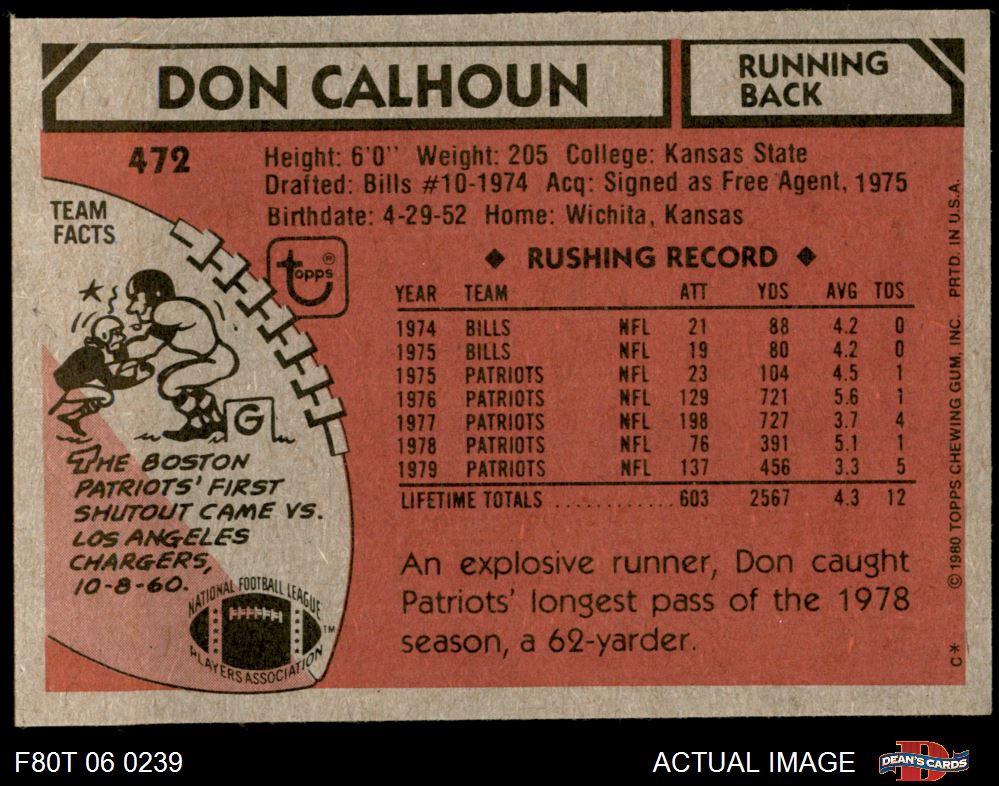 DON CALHOUN
RUNNING
BACK
472
Height: 6'0" Weight: 205 College: Kansas State
Drafted: Bills #10-1974 Acq: Signed as Free Agent, 1975
Birthdate: 4-29-52 Home: Wichita, Kansas
TEAM
FACTS
topps®
◆ RUSHING RECORD ◆
YEAR TEAM ATT YDS AVG TDS
1974 BILLS NFL 21 88 4.2 0
1975 BILLS NFL 19 80 4.2 0
1975 PATRIOTS NFL 23 104 4.5 1
1976 PATRIOTS NFL 129 721 5.6 1
1977 PATRIOTS NFL 198 727 3.7 4
1978 PATRIOTS NFL 76 391 5.1 1
1979 PATRIOTS NFL 137 456 3.3 5
LIFETIME TOTALS ............ 603 2567 4.3 12
G
THE BOSTON
PATRIOTS' FIRST
SHUTOUT CAME VS.
LOS ANGELES
CHARGERS,
10-8-60.
NATIONAL FOOTBALL LEAGUE
PLAYERS ASSOCIATION
TM
An explosive runner, Don caught
Patriots' longest pass of the 1978
season, a 62-yarder.
C* © 1980 TOPPS CHEWING GUM, INC. PRTD. IN U.S.A.
F80T 06 0239
ACTUAL IMAGE
D
DEAN'S CARDS